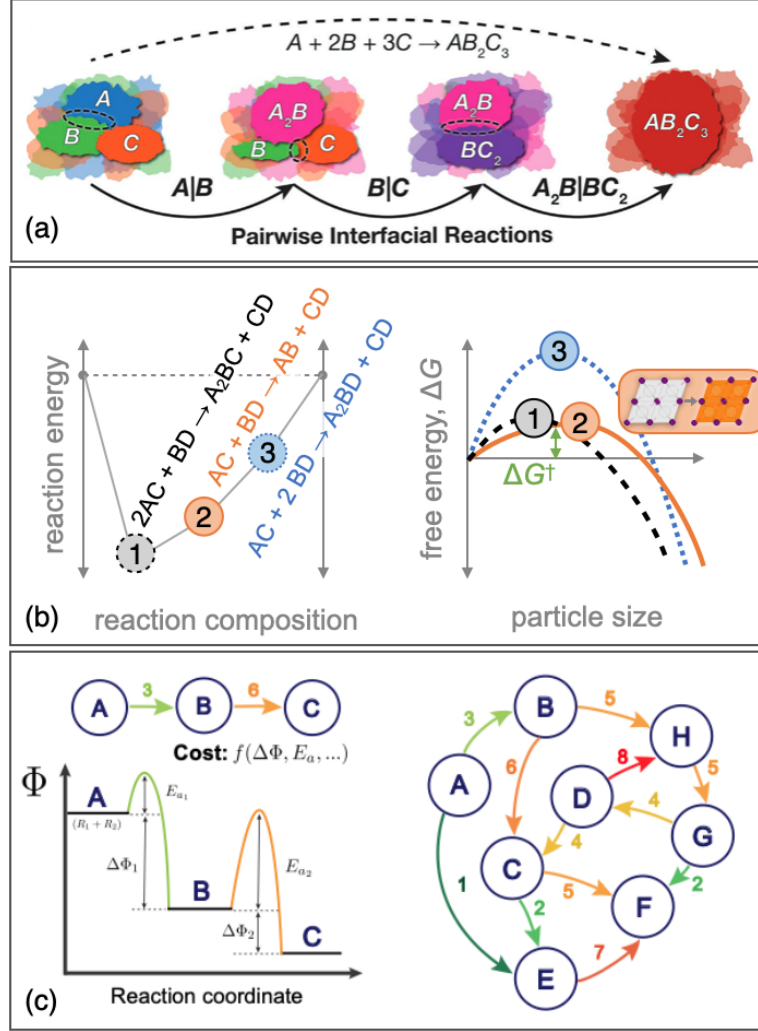 A + 2B + 3C → AB₂C₃
A
B
C
A₂B
B
C
A₂B
BC₂
AB₂C₃
A|B
B|C
A₂B|BC₂
(a)
Pairwise Interfacial Reactions
reaction energy
2AC + BD → A₂BC + CD
AC + BD → AB + CD
AC + 2 BD → A₂BD + CD
1
2
3
reaction composition
(b)
free energy, ΔG
3
1
2
ΔG†
particle size
A
3
B
6
C
Cost: f(ΔΦ, Eₐ, ...)
Φ
A
(R₁ + R₂)
Eₐ₁
ΔΦ₁
B
Eₐ₂
ΔΦ₂
C
Reaction coordinate
(c)
B
5
H
3
A
6
8
5
D
4
4
G
C
1
5
2
2
F
7
E